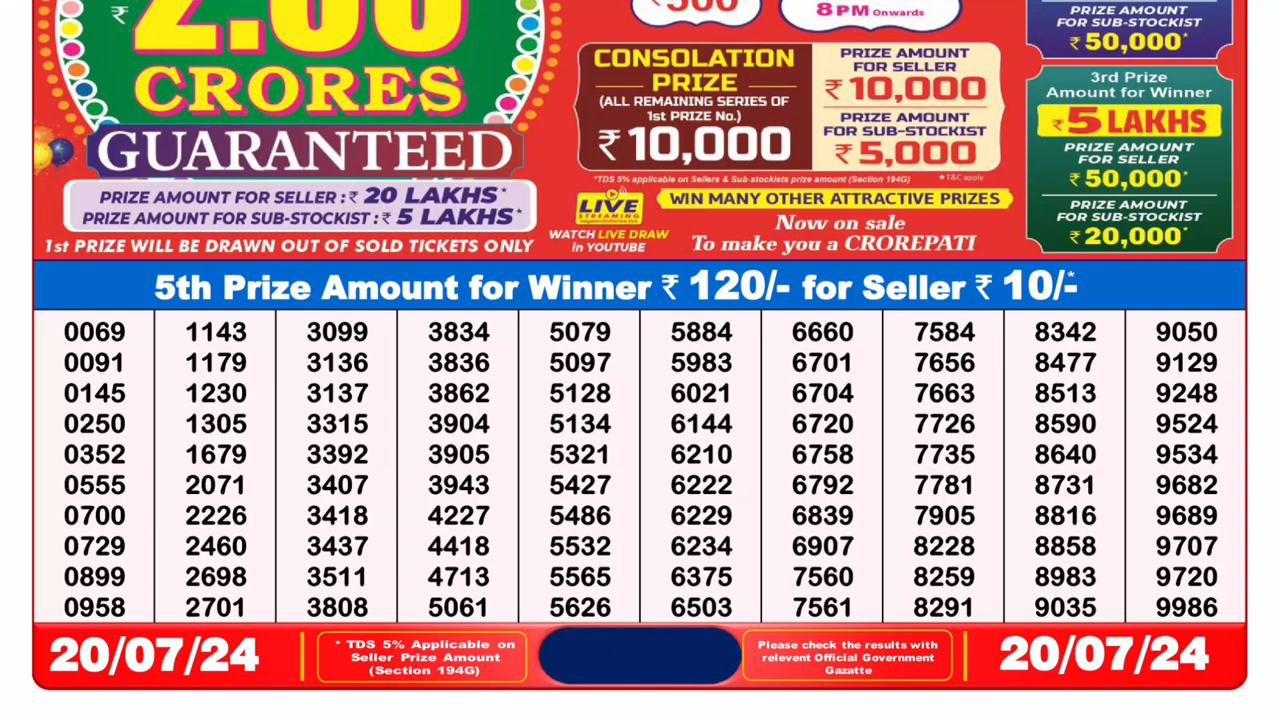 ₹ 2.00
CRORES
GUARANTEED
PRIZE AMOUNT FOR SELLER :₹ 20 LAKHS*
PRIZE AMOUNT FOR SUB-STOCKIST :₹ 5 LAKHS*
1st PRIZE WILL BE DRAWN OUT OF SOLD TICKETS ONLY
₹500
8 PM Onwards
CONSOLATION
PRIZE
(ALL REMAINING SERIES OF
1st PRIZE No.)
₹ 10,000
PRIZE AMOUNT
FOR SELLER
₹ 10,000
PRIZE AMOUNT
FOR SUB-STOCKIST
₹ 5,000
*TDS 5% applicable on Sellers & Sub-stockists prize amount (Section 194G)
★T&C apply
LIVE
STREAMING
WATCH LIVE DRAW
in YOUTUBE
WIN MANY OTHER ATTRACTIVE PRIZES
Now on sale
To make you a CROREPATI
PRIZE AMOUNT
FOR SUB-STOCKIST
₹ 50,000*
3rd Prize
Amount for Winner
₹ 5 LAKHS
PRIZE AMOUNT
FOR SELLER
₹ 50,000*
PRIZE AMOUNT
FOR SUB-STOCKIST
₹ 20,000*
5th Prize Amount for Winner ₹ 120/- for Seller ₹ 10/-*
0069 1143 3099 3834 5079 5884 6660 7584 8342 9050
0091 1179 3136 3836 5097 5983 6701 7656 8477 9129
0145 1230 3137 3862 5128 6021 6704 7663 8513 9248
0250 1305 3315 3904 5134 6144 6720 7726 8590 9524
0352 1679 3392 3905 5321 6210 6758 7735 8640 9534
0555 2071 3407 3943 5427 6222 6792 7781 8731 9682
0700 2226 3418 4227 5486 6229 6839 7905 8816 9689
0729 2460 3437 4418 5532 6234 6907 8228 8858 9707
0899 2698 3511 4713 5565 6375 7560 8259 8983 9720
0958 2701 3808 5061 5626 6503 7561 8291 9035 9986
20/07/24
* TDS 5% Applicable on
Seller Prize Amount
(Section 194G)
Please check the results with
relevent Official Government
Gazatte
20/07/24